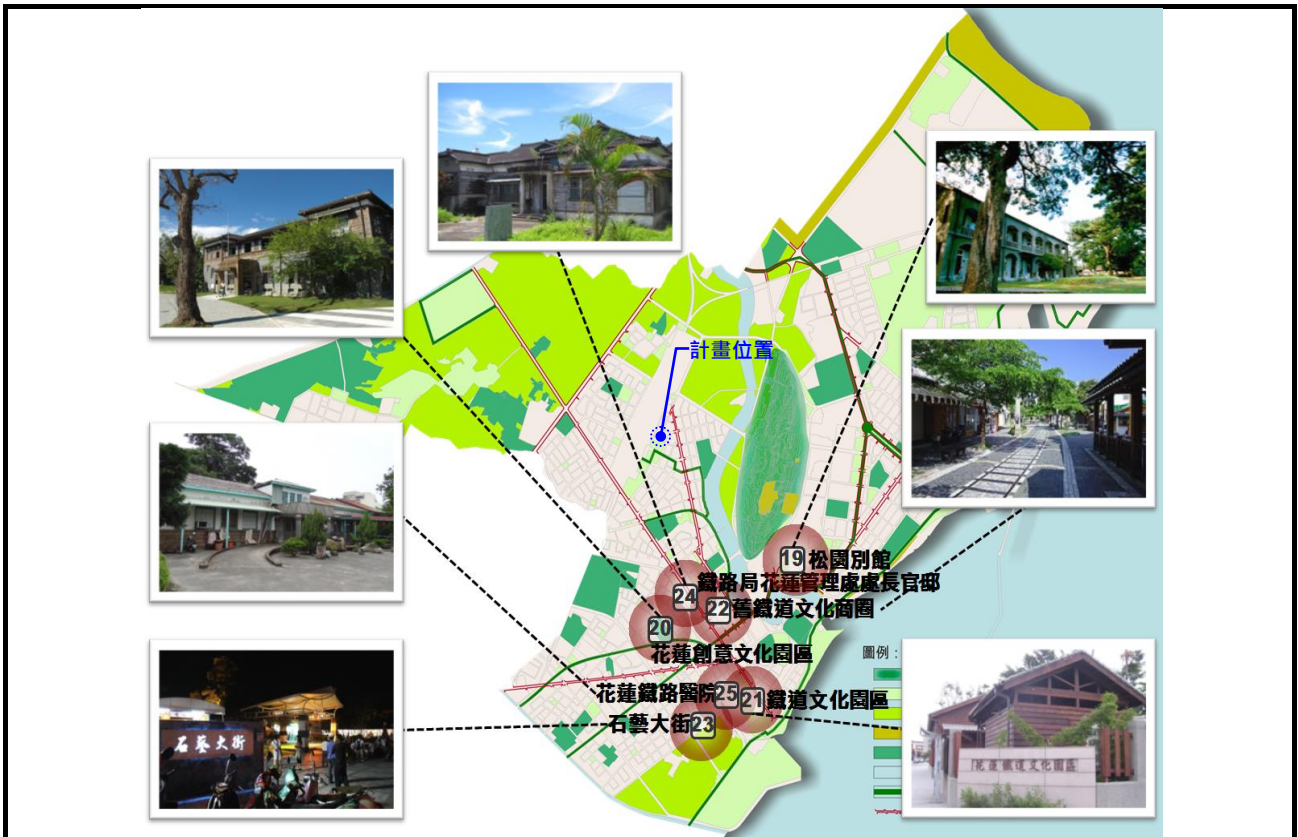 計畫位置
19 松園別館
鐵路局花蓮管理處處長官邸
24
22 舊鐵道文化商圈
20
花蓮創意文化園區
圖例：
花蓮鐵路醫院 25 21 鐵道文化園區
石藝大街 23
石藝大街
花蓮鐵道文化園區